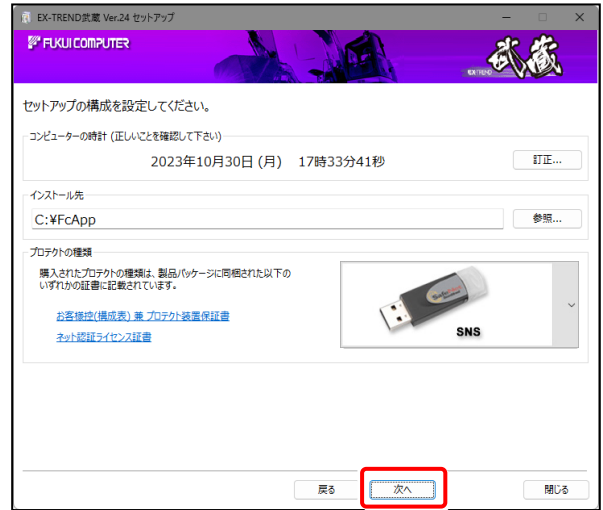 EX-TREND武蔵 Ver.24 セットアップ
FUKUI COMPUTER
EX-TREND 武蔵
セットアップの構成を設定してください。
コンピューターの時計 (正しいことを確認して下さい)
2023年10月30日 (月) 17時33分41秒
訂正...
インストール先
C:¥FcApp
参照...
プロテクトの種類
購入されたプロテクトの種類は、製品パッケージに同梱された以下の
いずれかの証書に記載されています。
お客様控(構成表) 兼 プロテクト装置保証書
ネット認証ライセンス証書
SNS
戻る
次へ
閉じる